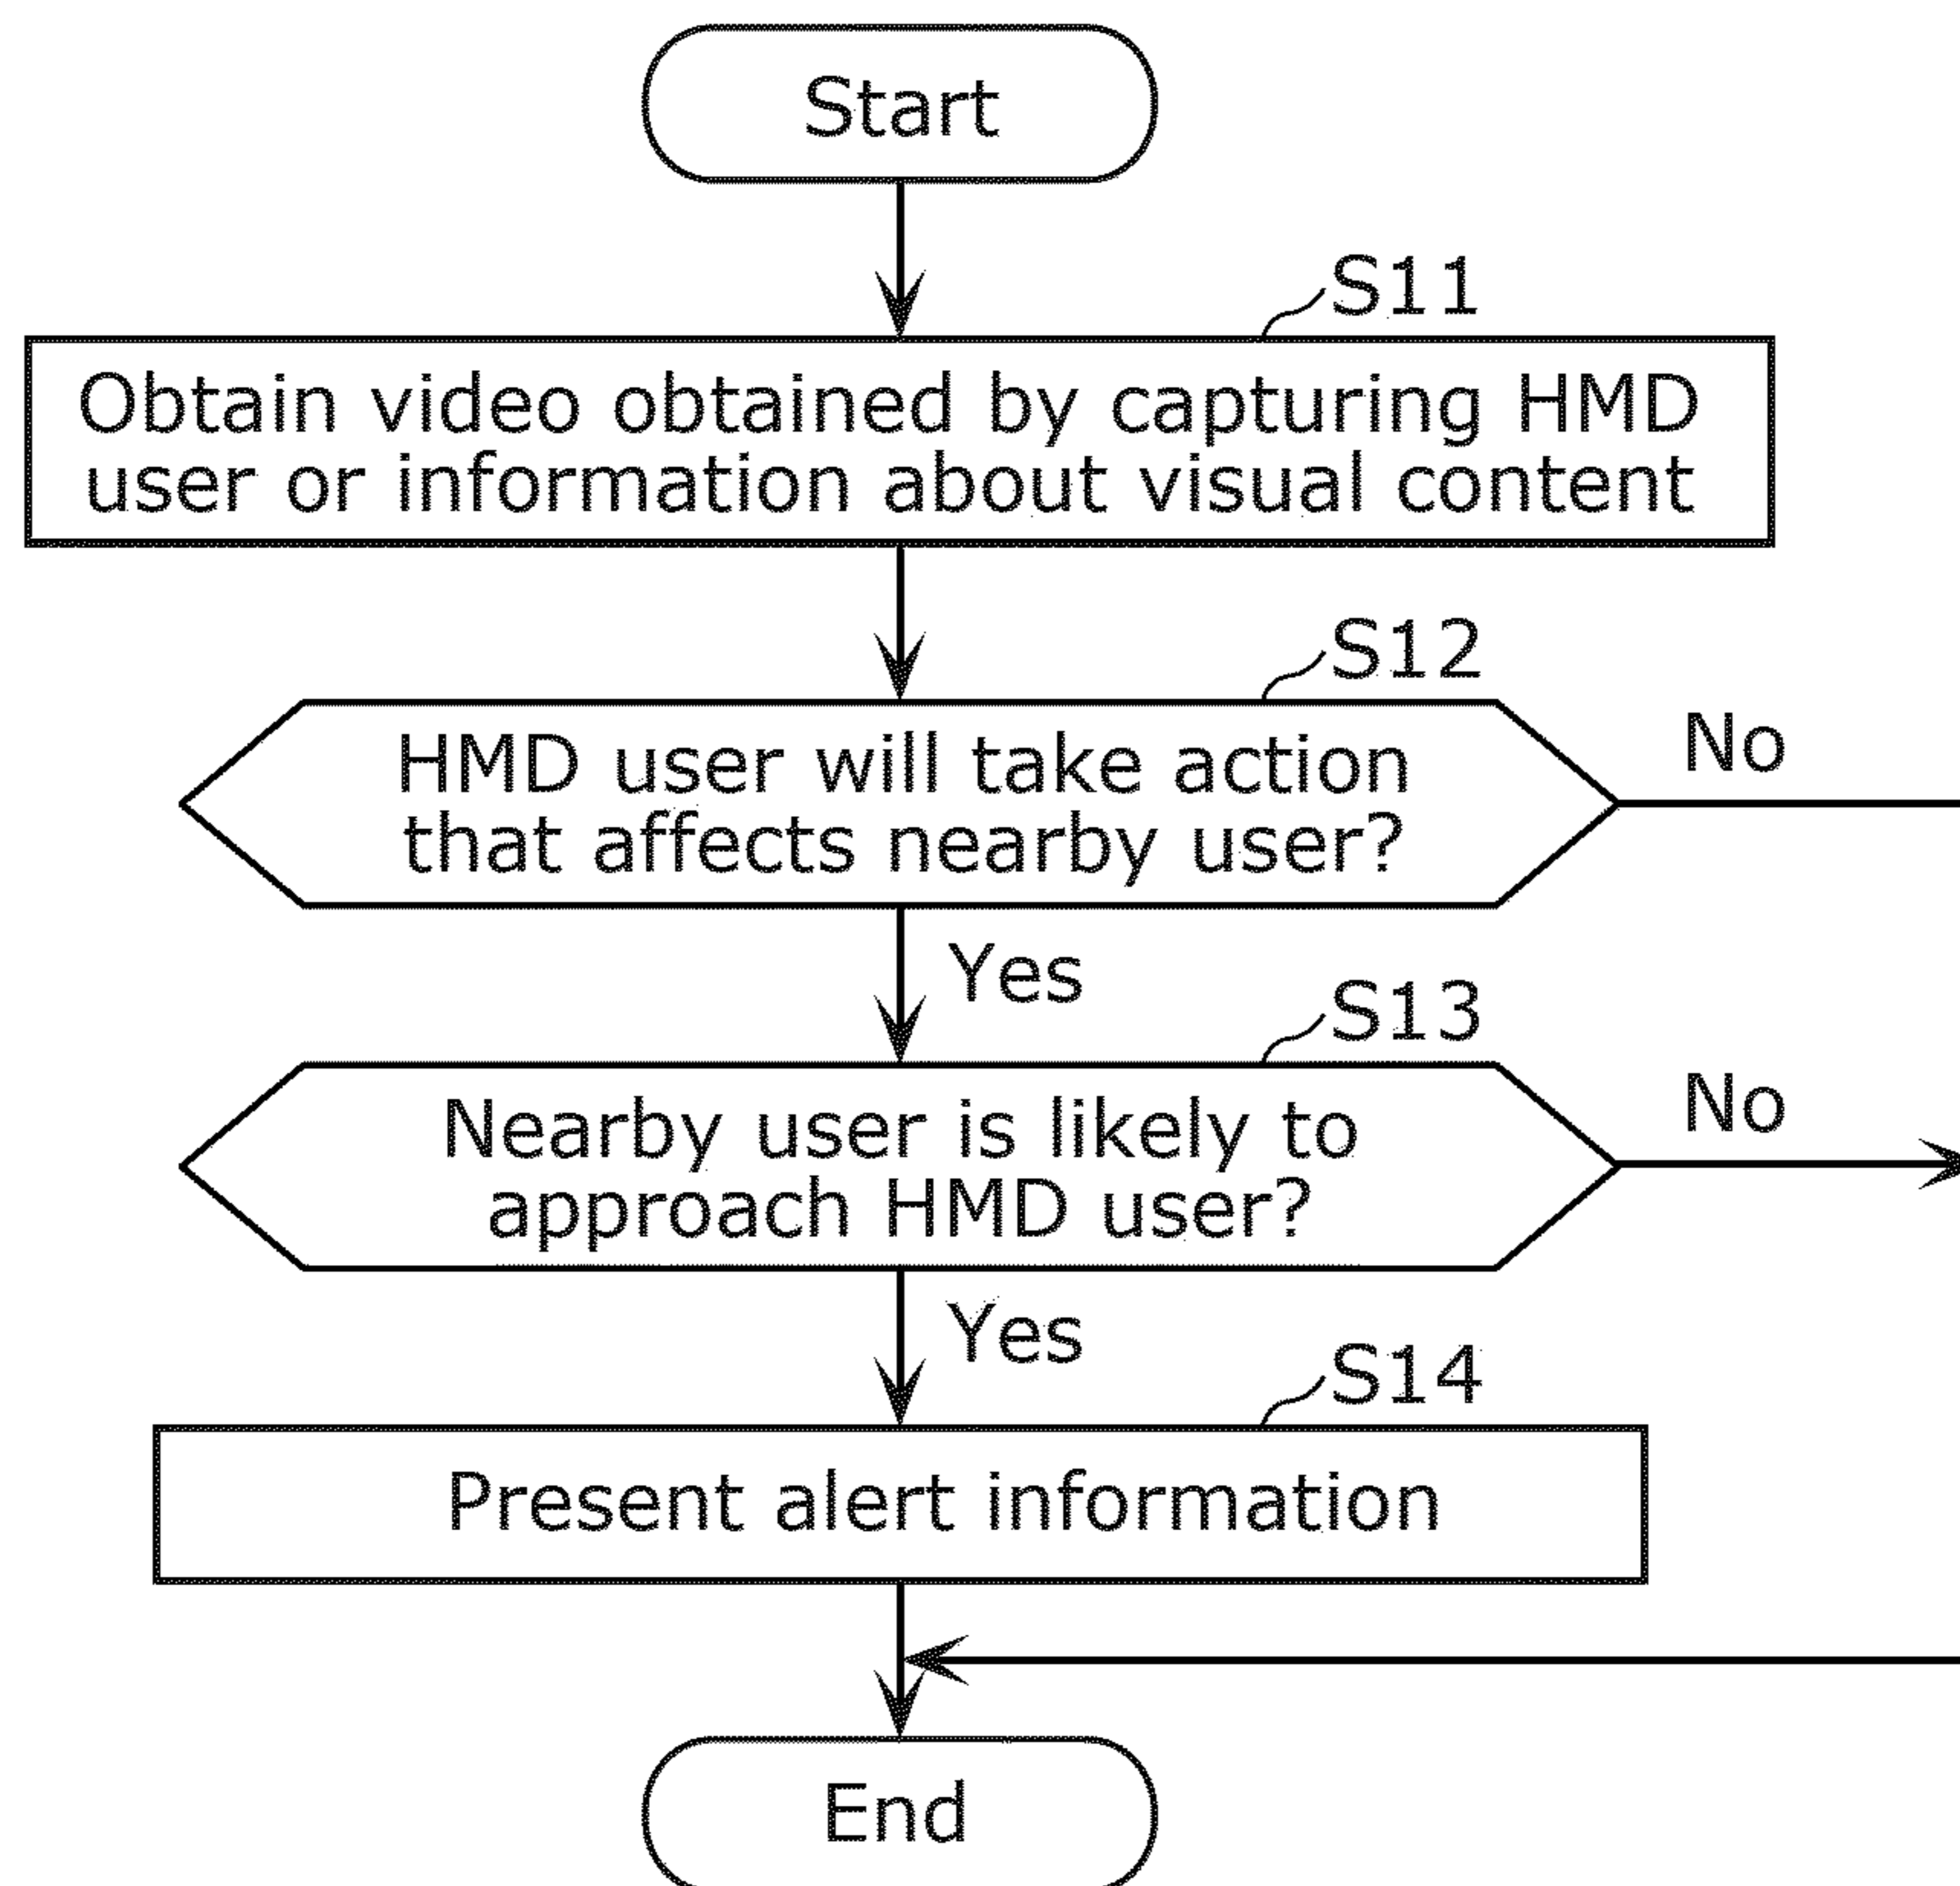 Start
S11
Obtain video obtained by capturing HMD
user or information about visual content
S12
HMD user will take action
that affects nearby user?
No
Yes
S13
Nearby user is likely to
approach HMD user?
No
Yes
S14
Present alert information
End